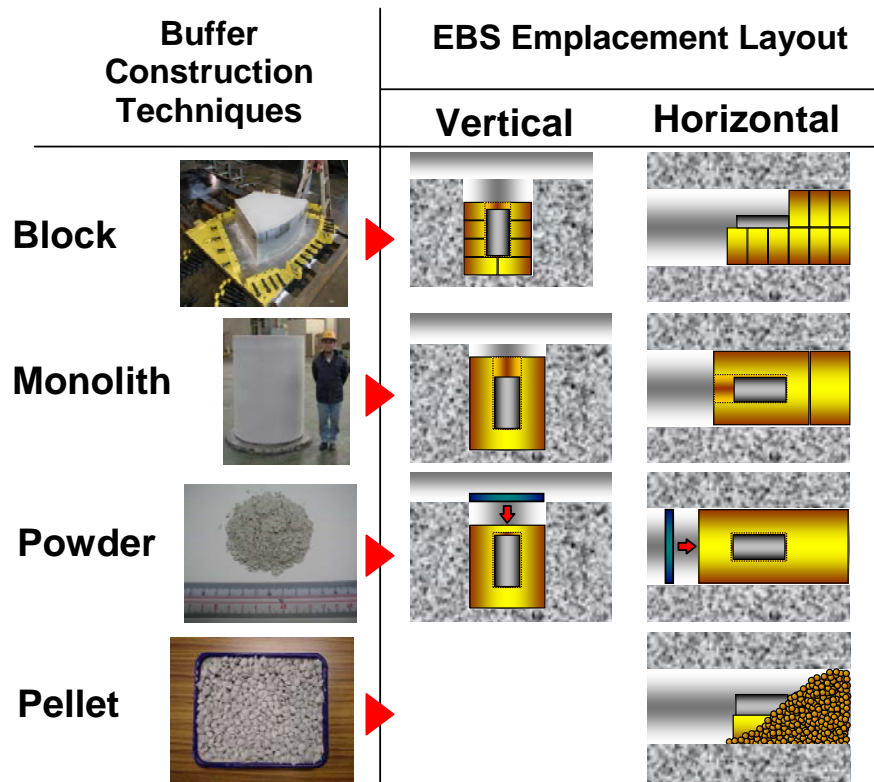 Buffer
Construction
Techniques
EBS Emplacement Layout
Vertical
Horizontal
Block
Monolith
Powder
Pellet